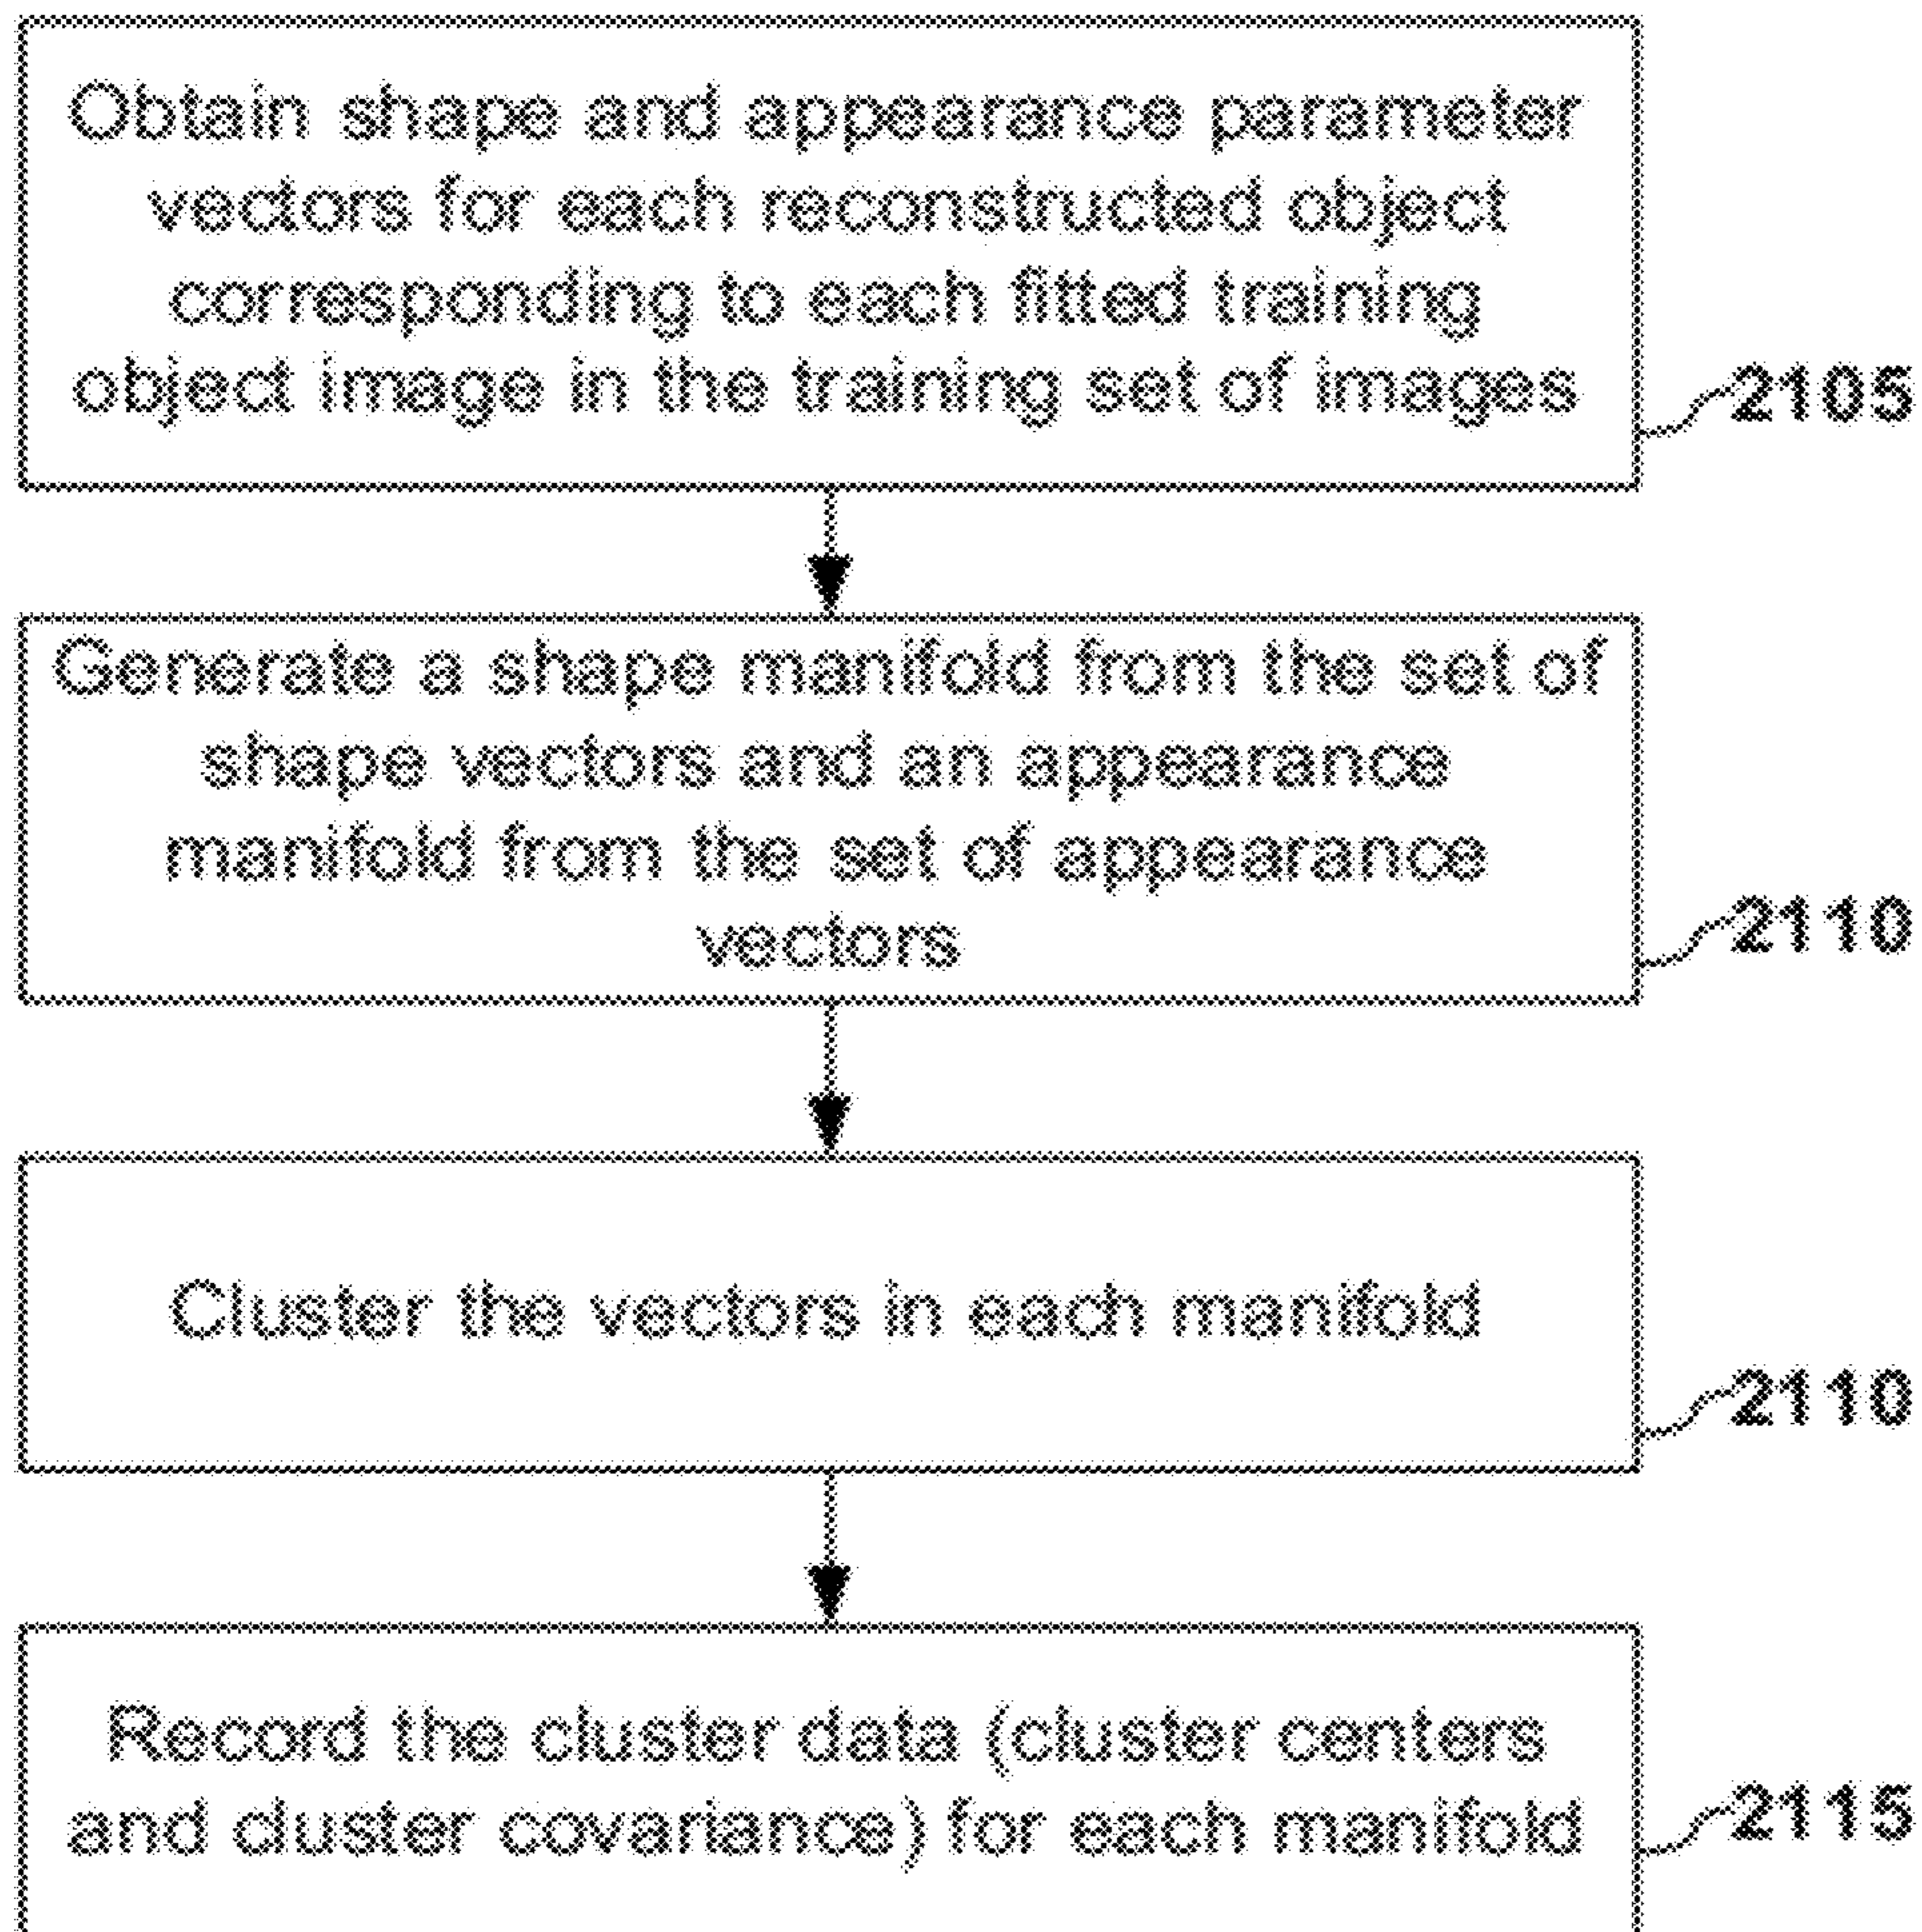 Obtain shape and appearance parameter
vectors for each reconstructed object
corresponding to each fitted training
object image in the training set of images
2105
Generate a shape manifold from the set of
shape vectors and an appearance
manifold from the set of appearance
vectors
2110
Cluster the vectors in each manifold
2110
Record the cluster data (cluster centers
and cluster covariance) for each manifold
2115